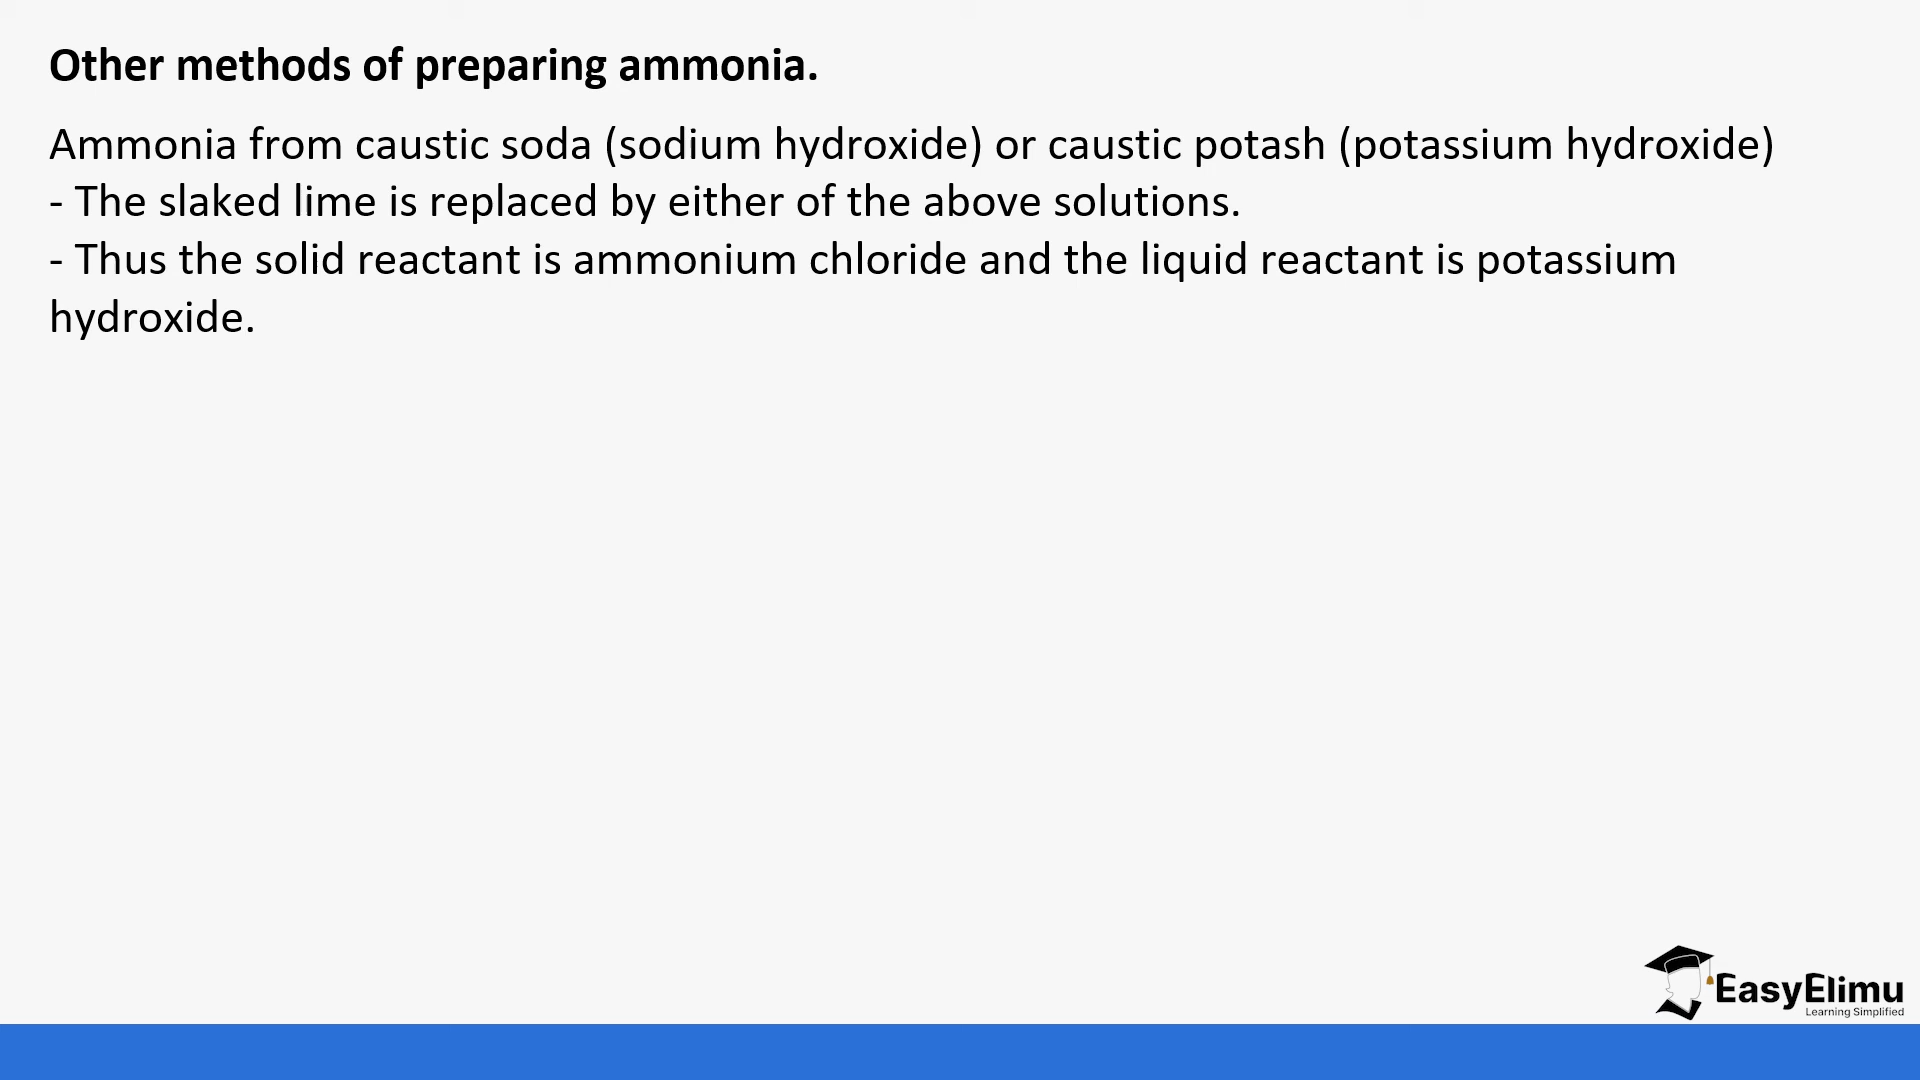 Other methods of preparing ammonia.
Ammonia from caustic soda (sodium hydroxide) or caustic potash (potassium hydroxide)
- The slaked lime is replaced by either of the above solutions.
- Thus the solid reactant is ammonium chloride and the liquid reactant is potassium
hydroxide.
EasyElimu
Learning Simplified